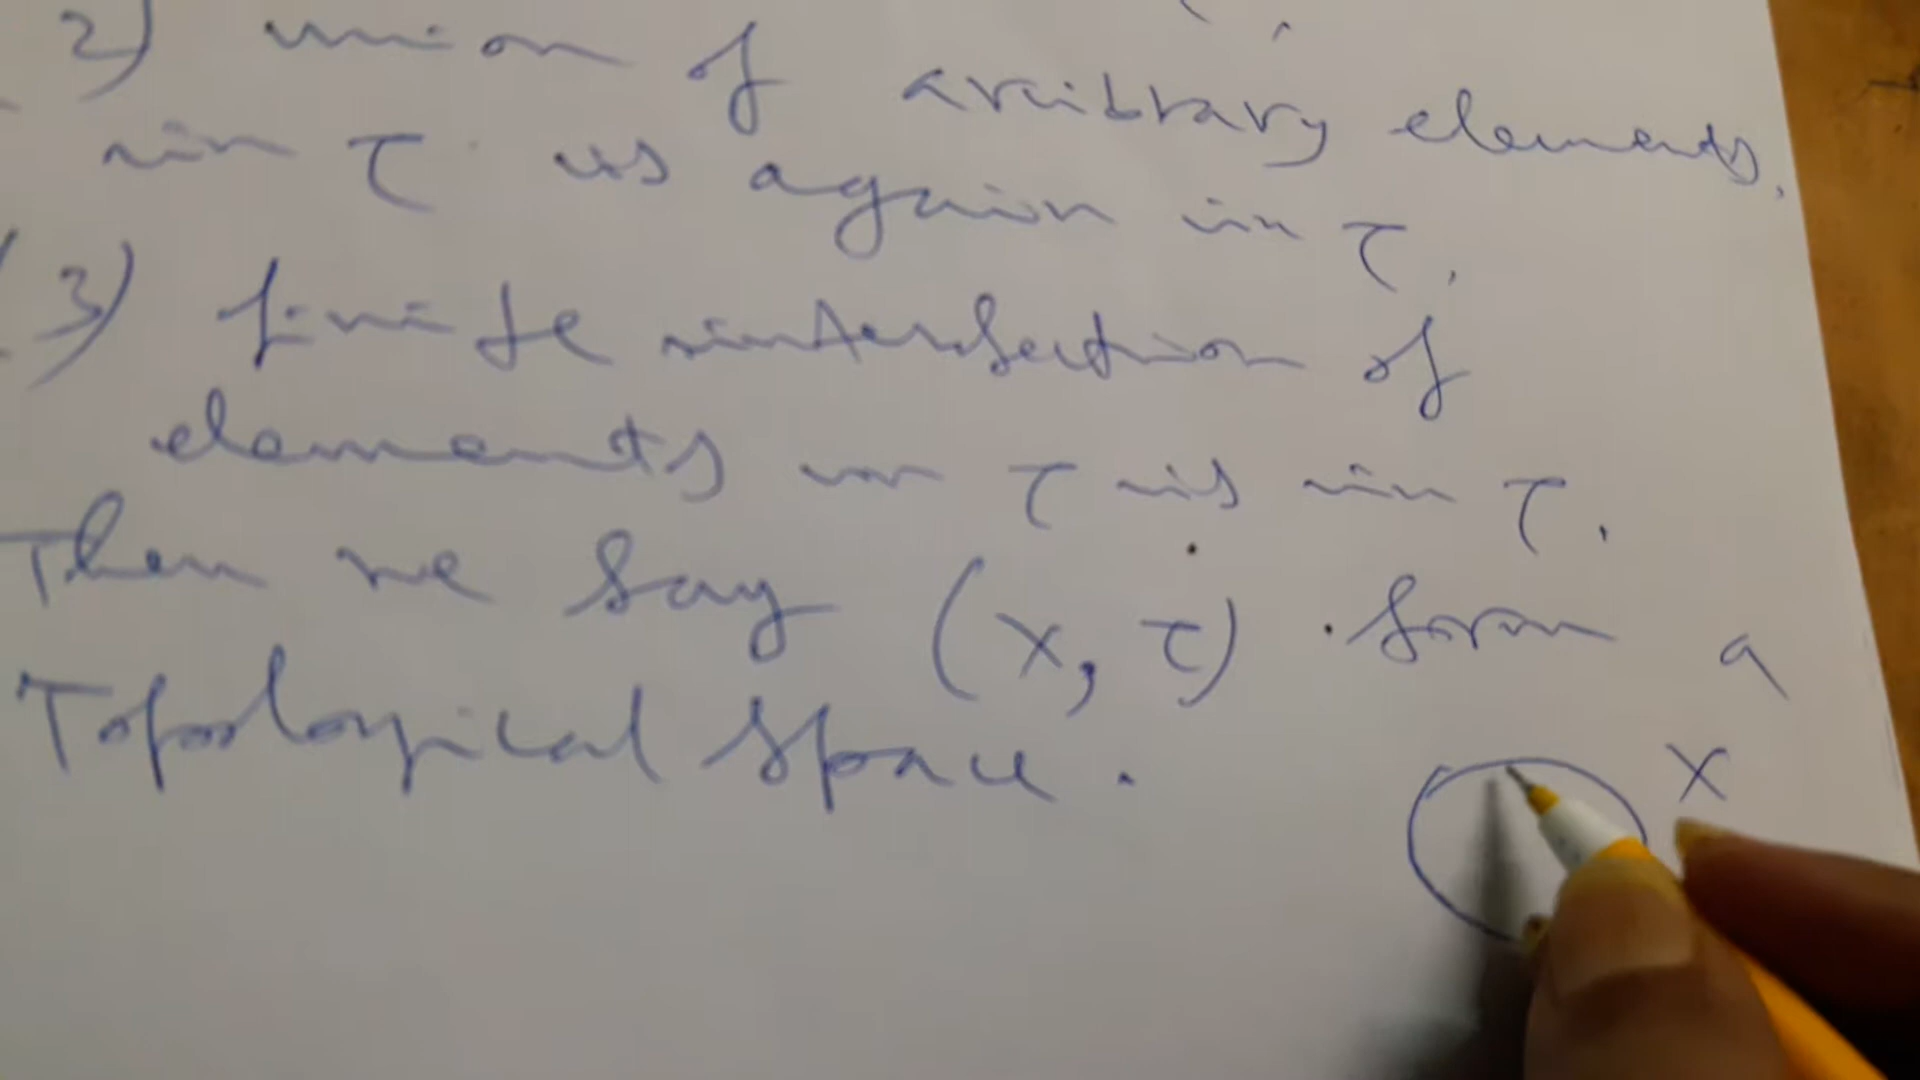 2) union of arbitrary elements.
in τ is again in τ.
(3) finite intersection of
elements in τ is in τ.
Then we say (X, τ) form a
Topological space.
X